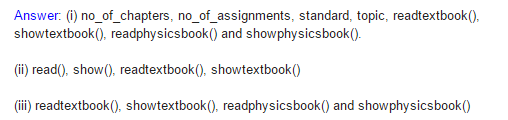 Answer: (i) no_of_chapters, no_of_assignments, standard, topic, readtextbook(),
showtextbook(), readphysicsbook() and showphysicsbook().
(ii) read(), show(), readtextbook(), showtextbook()
(iii) readtextbook(), showtextbook(), readphysicsbook() and showphysicsbook()